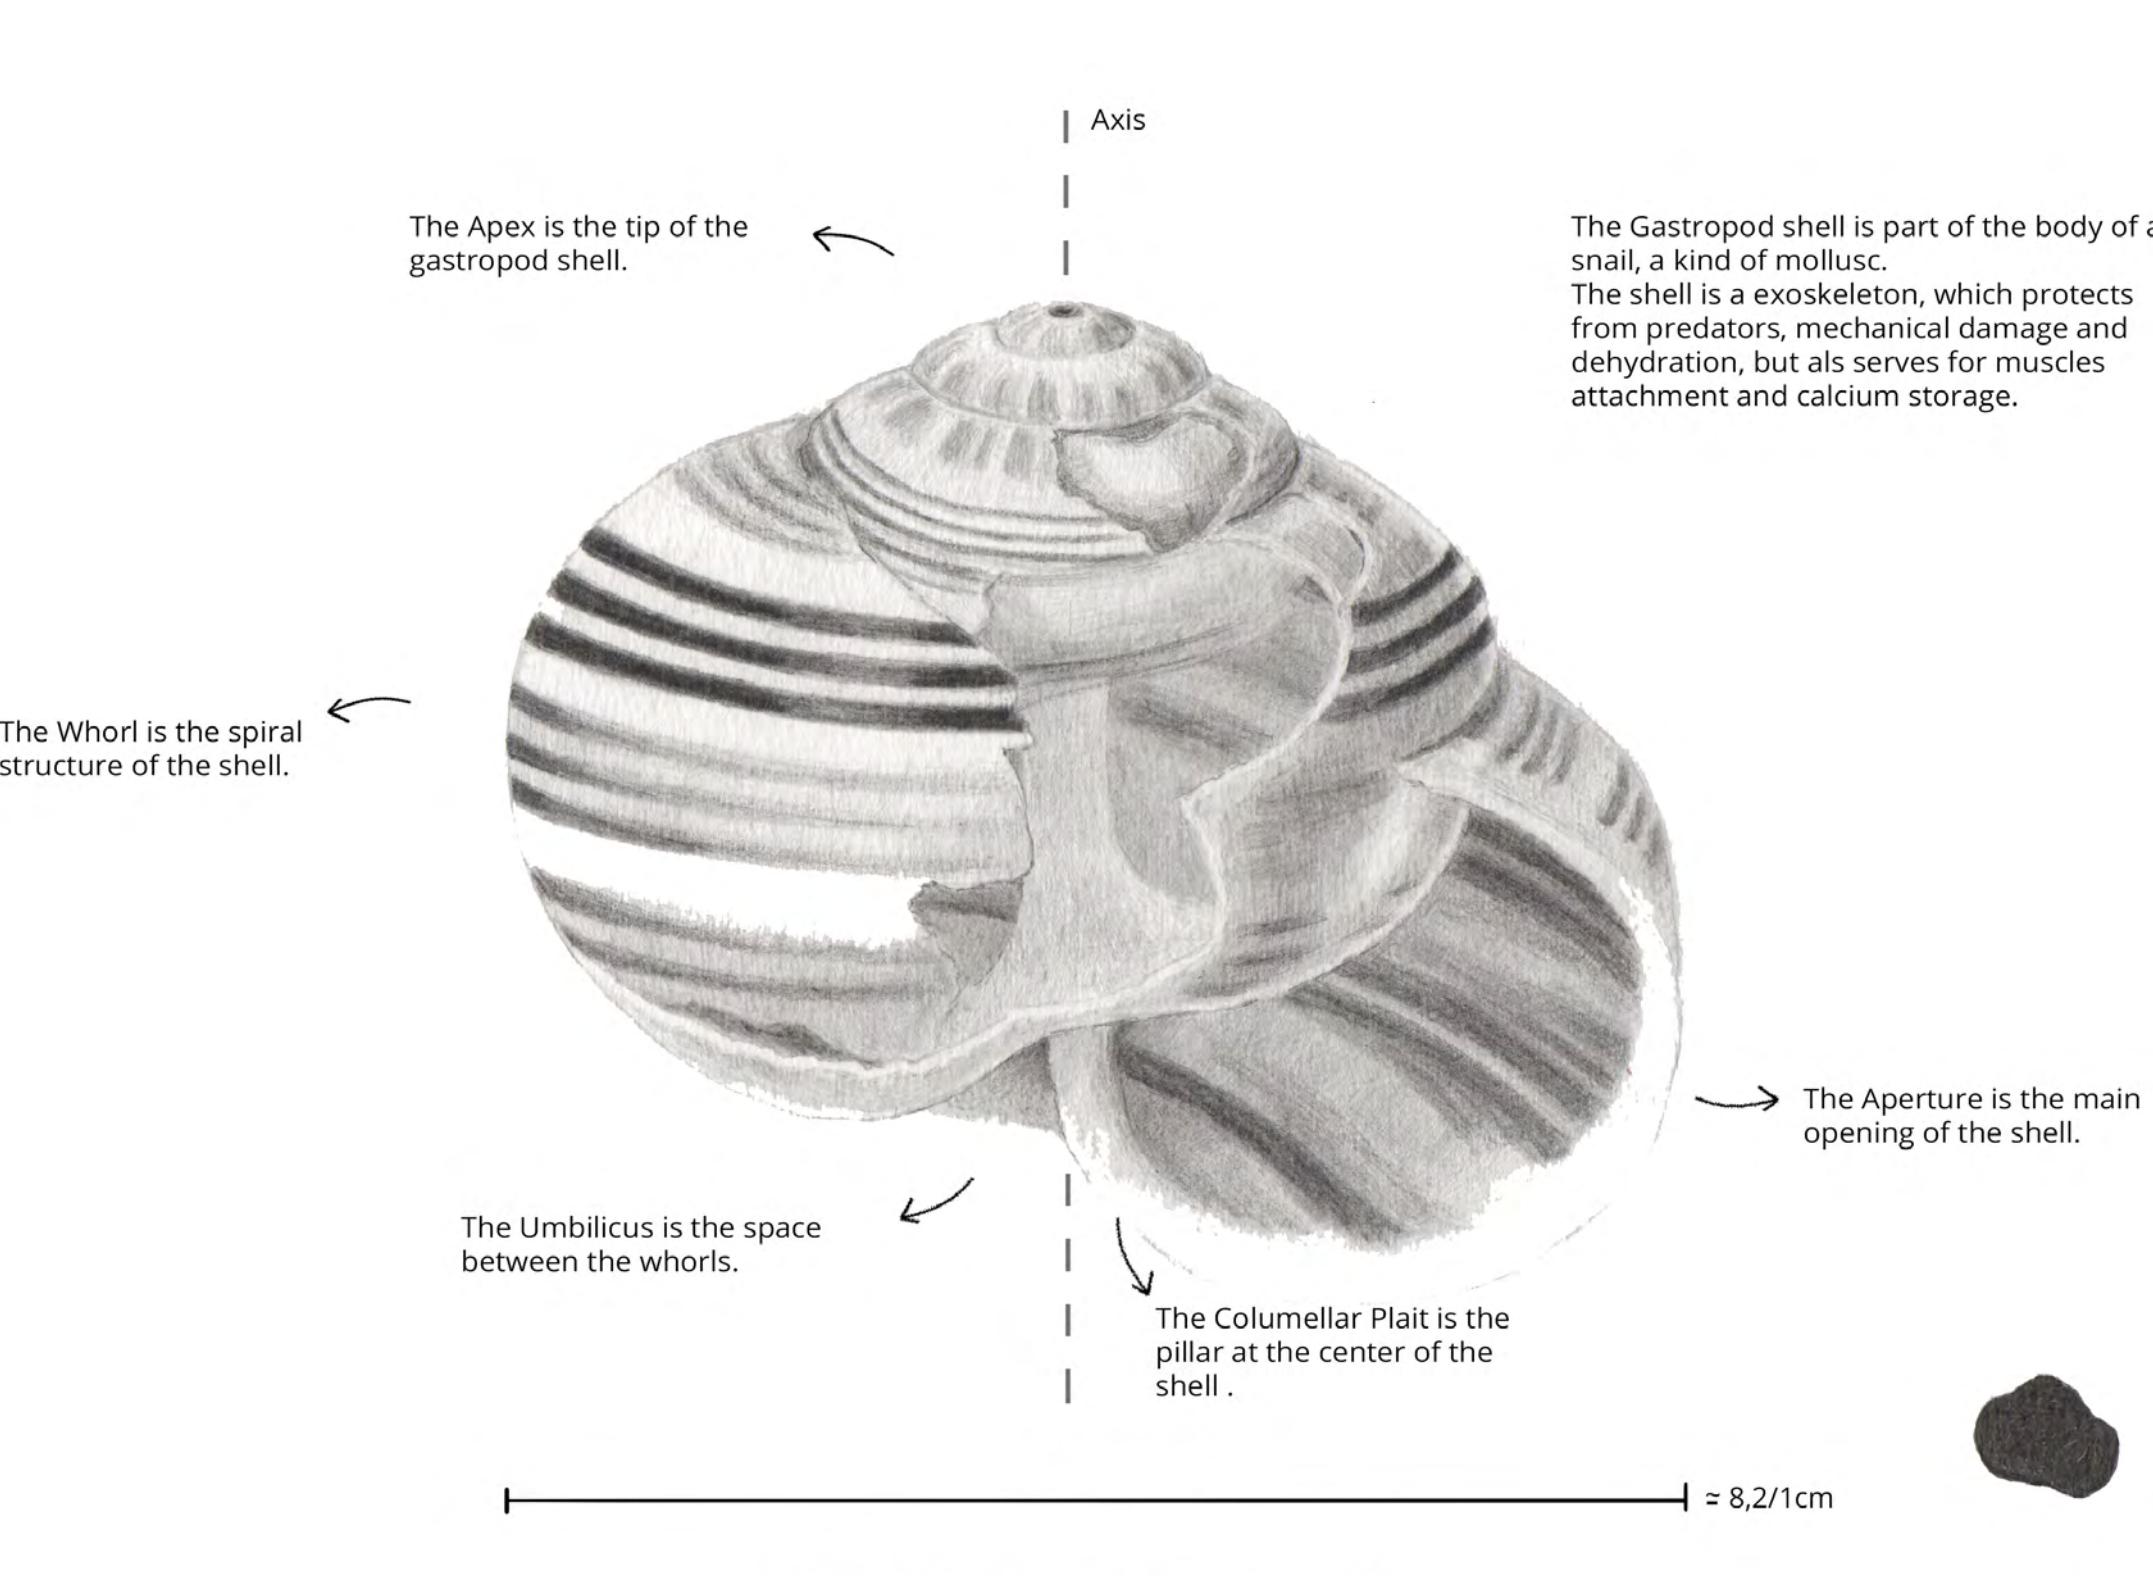 Axis
The Apex is the tip of the
gastropod shell.
The Gastropod shell is part of the body of a
snail, a kind of mollusc.
The shell is a exoskeleton, which protects
from predators, mechanical damage and
dehydration, but als serves for muscles
attachment and calcium storage.
The Whorl is the spiral
structure of the shell.
The Aperture is the main
opening of the shell.
The Umbilicus is the space
between the whorls.
The Columellar Plait is the
pillar at the center of the
shell .
≃ 8,2/1cm